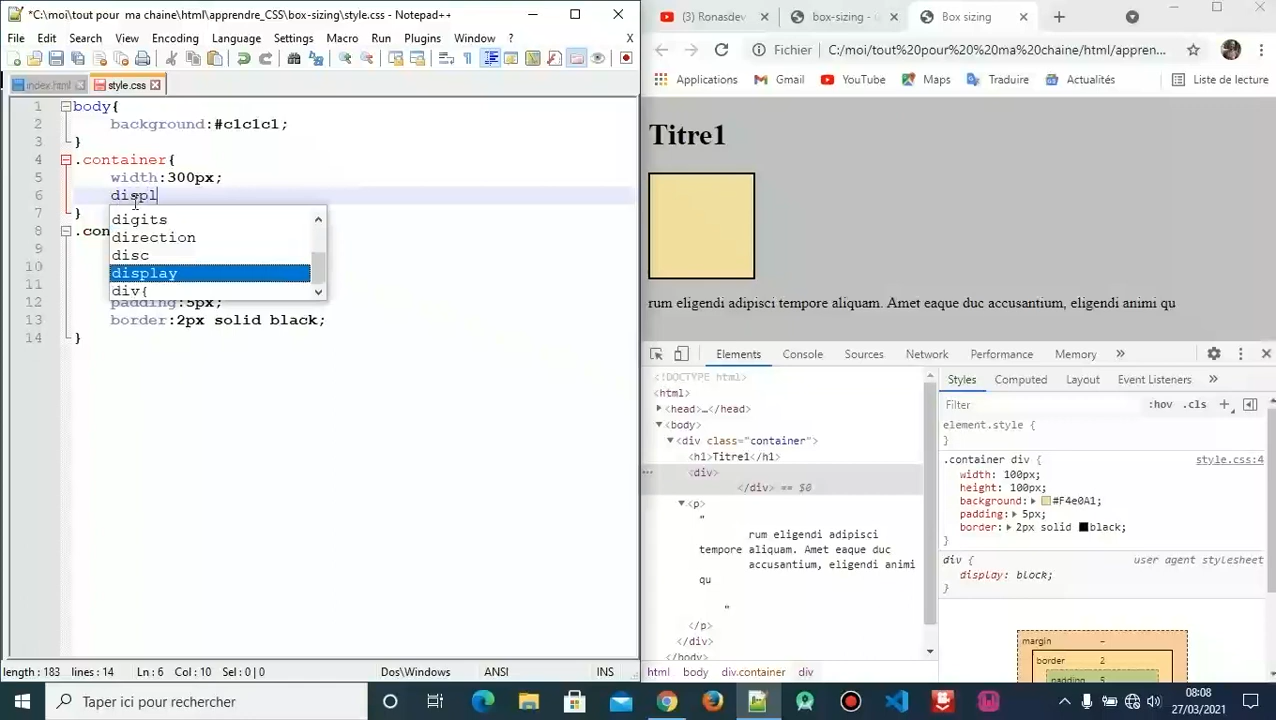 *C:\moi\tout pour ma chaine\html\apprendre_CSS\box-sizing\style.css - Notepad++
File Edit Search View Encoding Language Settings Macro Run Plugins Window ? X
index.html style.css
1 body{
2 background:#c1c1c1;
3 }
4 .container{
5 width:300px;
6 displ
7 }
8 .con
9
10
11
12 padding:5px;
13 border:2px solid black;
14 }
digits
direction
disc
display
div{
length : 183 lines : 14 Ln : 6 Col : 10 Sel : 0 | 0 Dos\Windows ANSI INS
(3) Ronasdev box-sizing - Box sizing
Fichier C:/moi/tout%20pour%20%20ma%20chaine/html/appren...
Applications Gmail YouTube Maps Traduire Actualités Liste de lecture
Titre1
rum eligendi adipisci tempore aliquam. Amet eaque duc accusantium, eligendi animi qu
Elements Console Sources Network Performance Memory »
<!DOCTYPE html>
<html>
<head>…</head>
<body>
<div class="container">
<h1>Titre1</h1>
<div>
</div> == $0
<p>
"
rum eligendi adipisci
tempore aliquam. Amet eaque duc
accusantium, eligendi animi
qu
"
</p>
</div>
</body>
html body div.container div
Styles Computed Layout Event Listeners »
Filter :hov .cls +
element.style {
}
.container div { style.css:4
width: 100px;
height: 100px;
background: #F4e0A1;
padding: 5px;
border: 2px solid black;
}
div { user agent stylesheet
display: block;
}
margin -
border 2
padding 5
Taper ici pour rechercher
08:08
27/03/2021